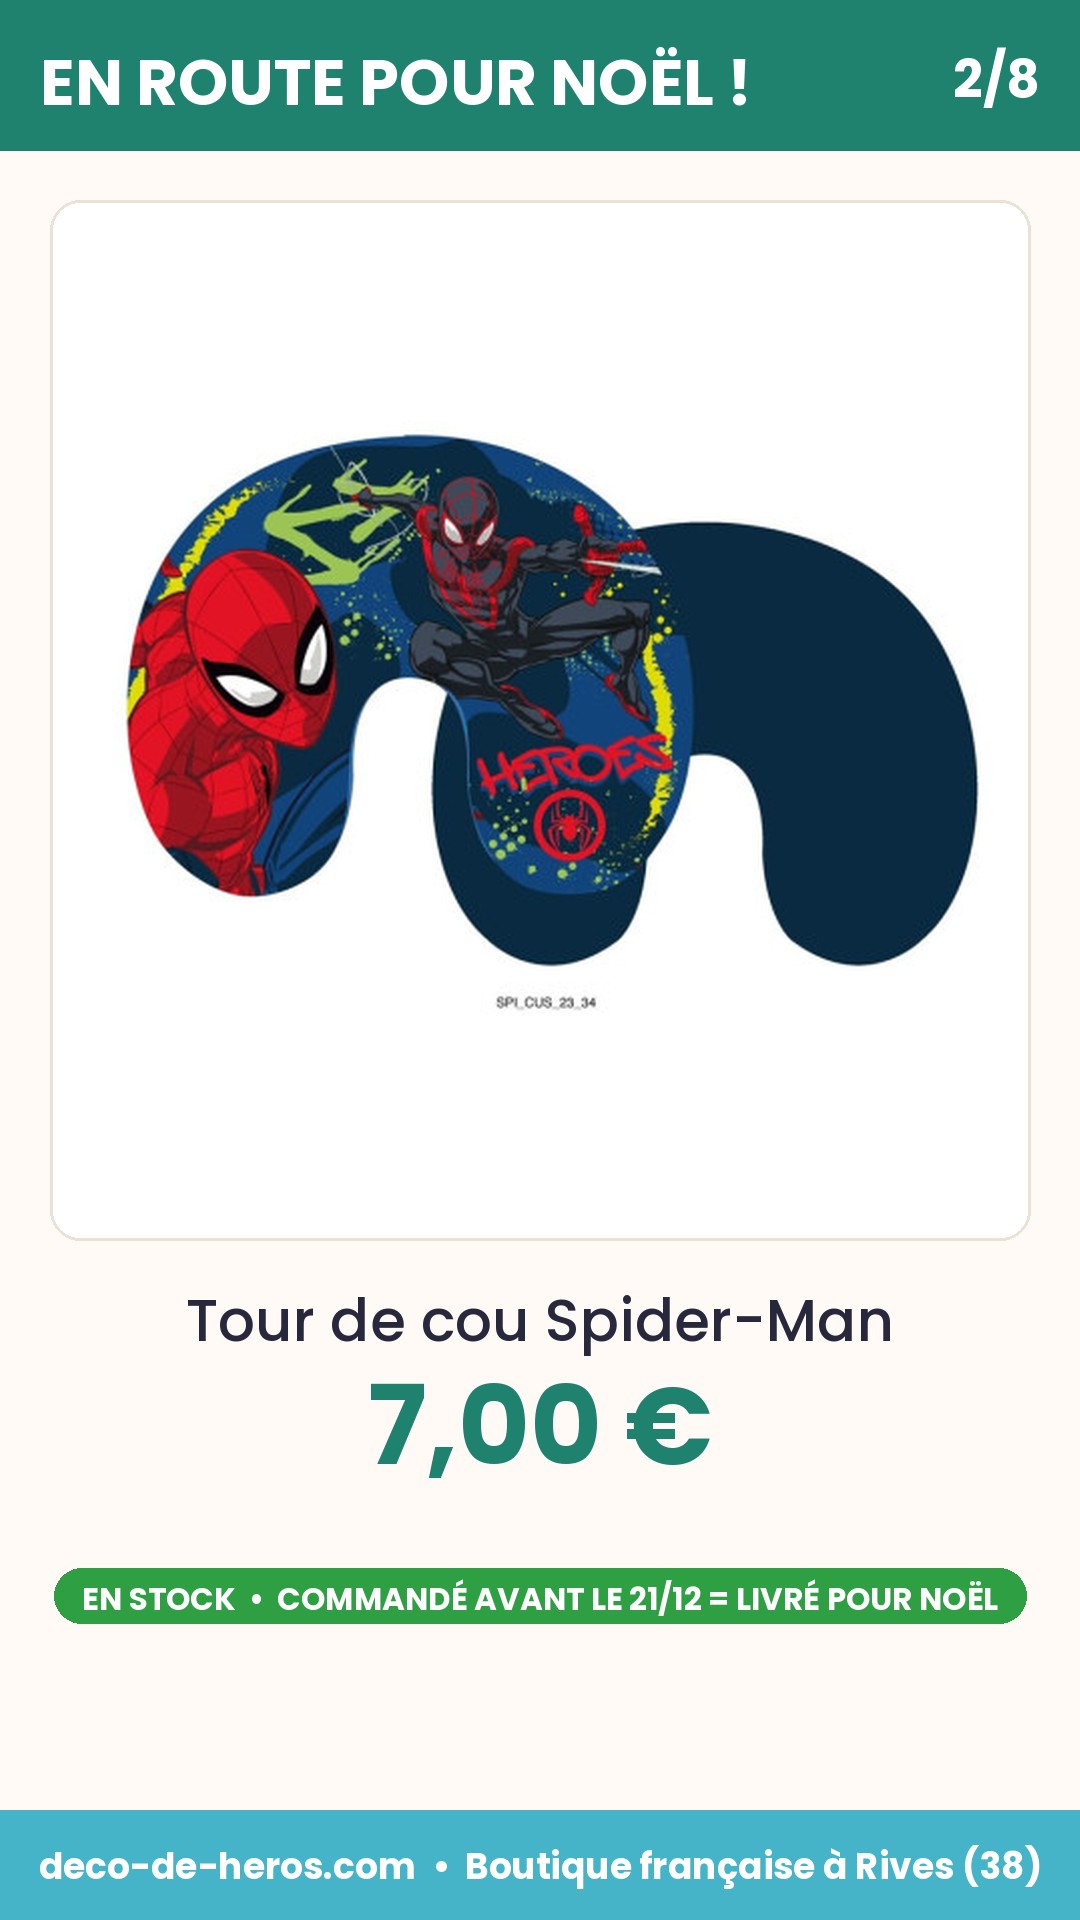 EN ROUTE POUR NOËL !
2/8
HEROES
SPI_CUS_23_34
Tour de cou Spider-Man
7,00 €
EN STOCK • COMMANDÉ AVANT LE 21/12 = LIVRÉ POUR NOËL
deco-de-heros.com • Boutique française à Rives (38)